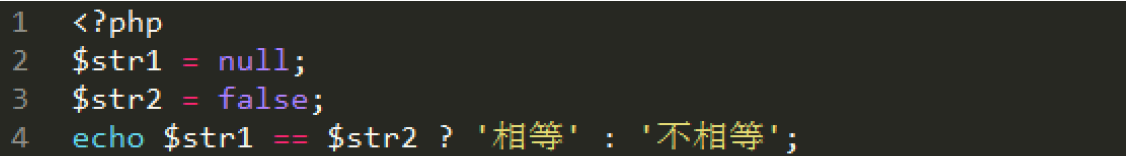 1 <?php
2 $str1 = null;
3 $str2 = false;
4 echo $str1 == $str2 ? '相等' : '不相等';